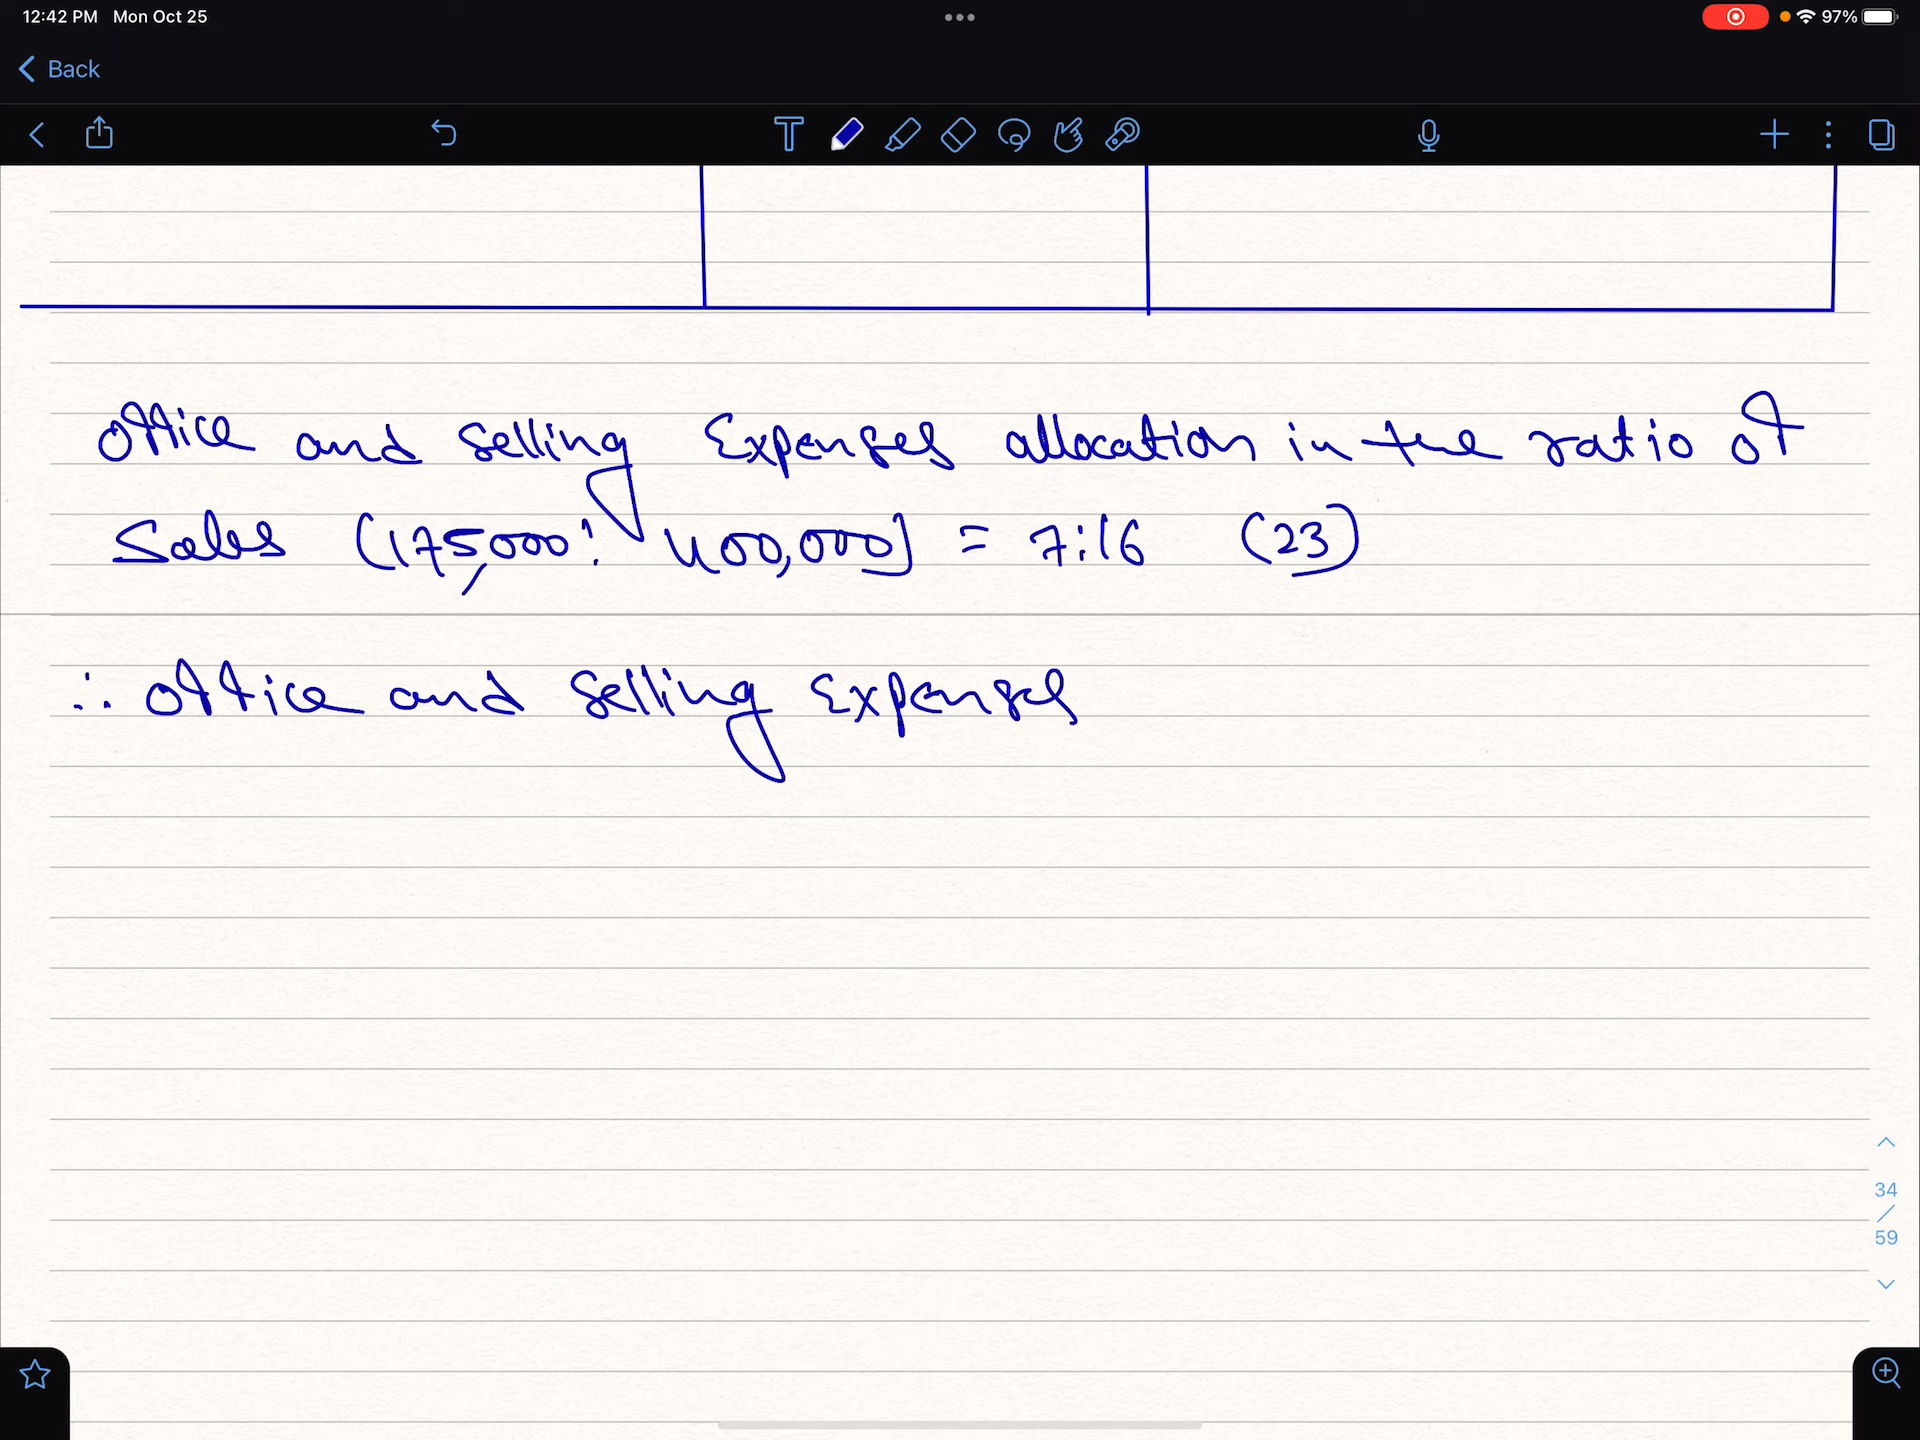 12:42 PM Mon Oct 25
97%
Back
Office and Selling Expenses allocation in the ratio of
Sales (175,000: 400,000] = 7:16 (23)
∴ Office and Selling Expenses
34
/
59